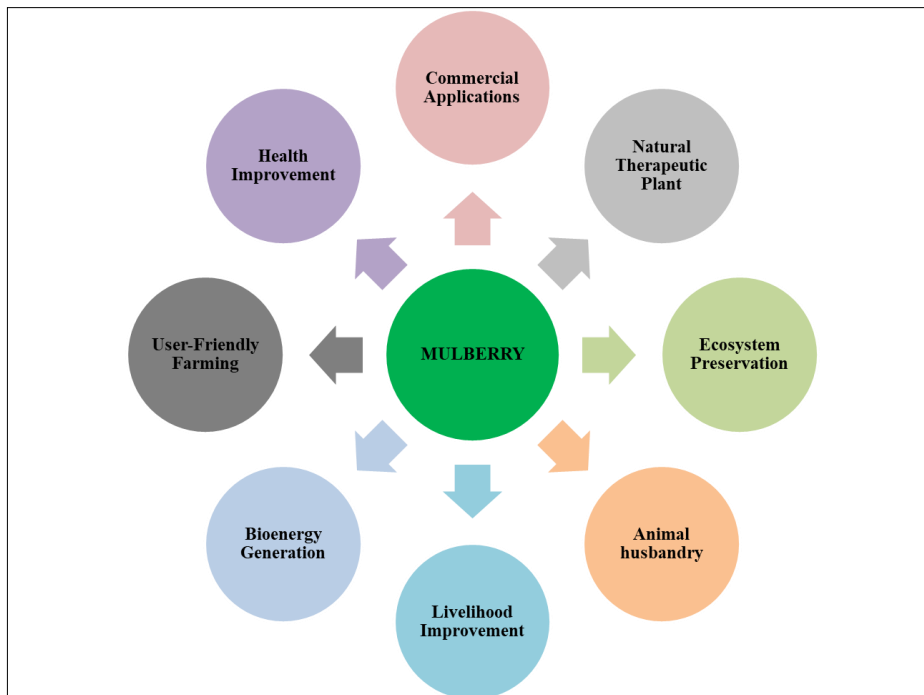 Commercial
Applications
Natural
Therapeutic
Plant
Health
Improvement
User-Friendly
Farming
MULBERRY
Ecosystem
Preservation
Bioenergy
Generation
Animal
husbandry
Livelihood
Improvement